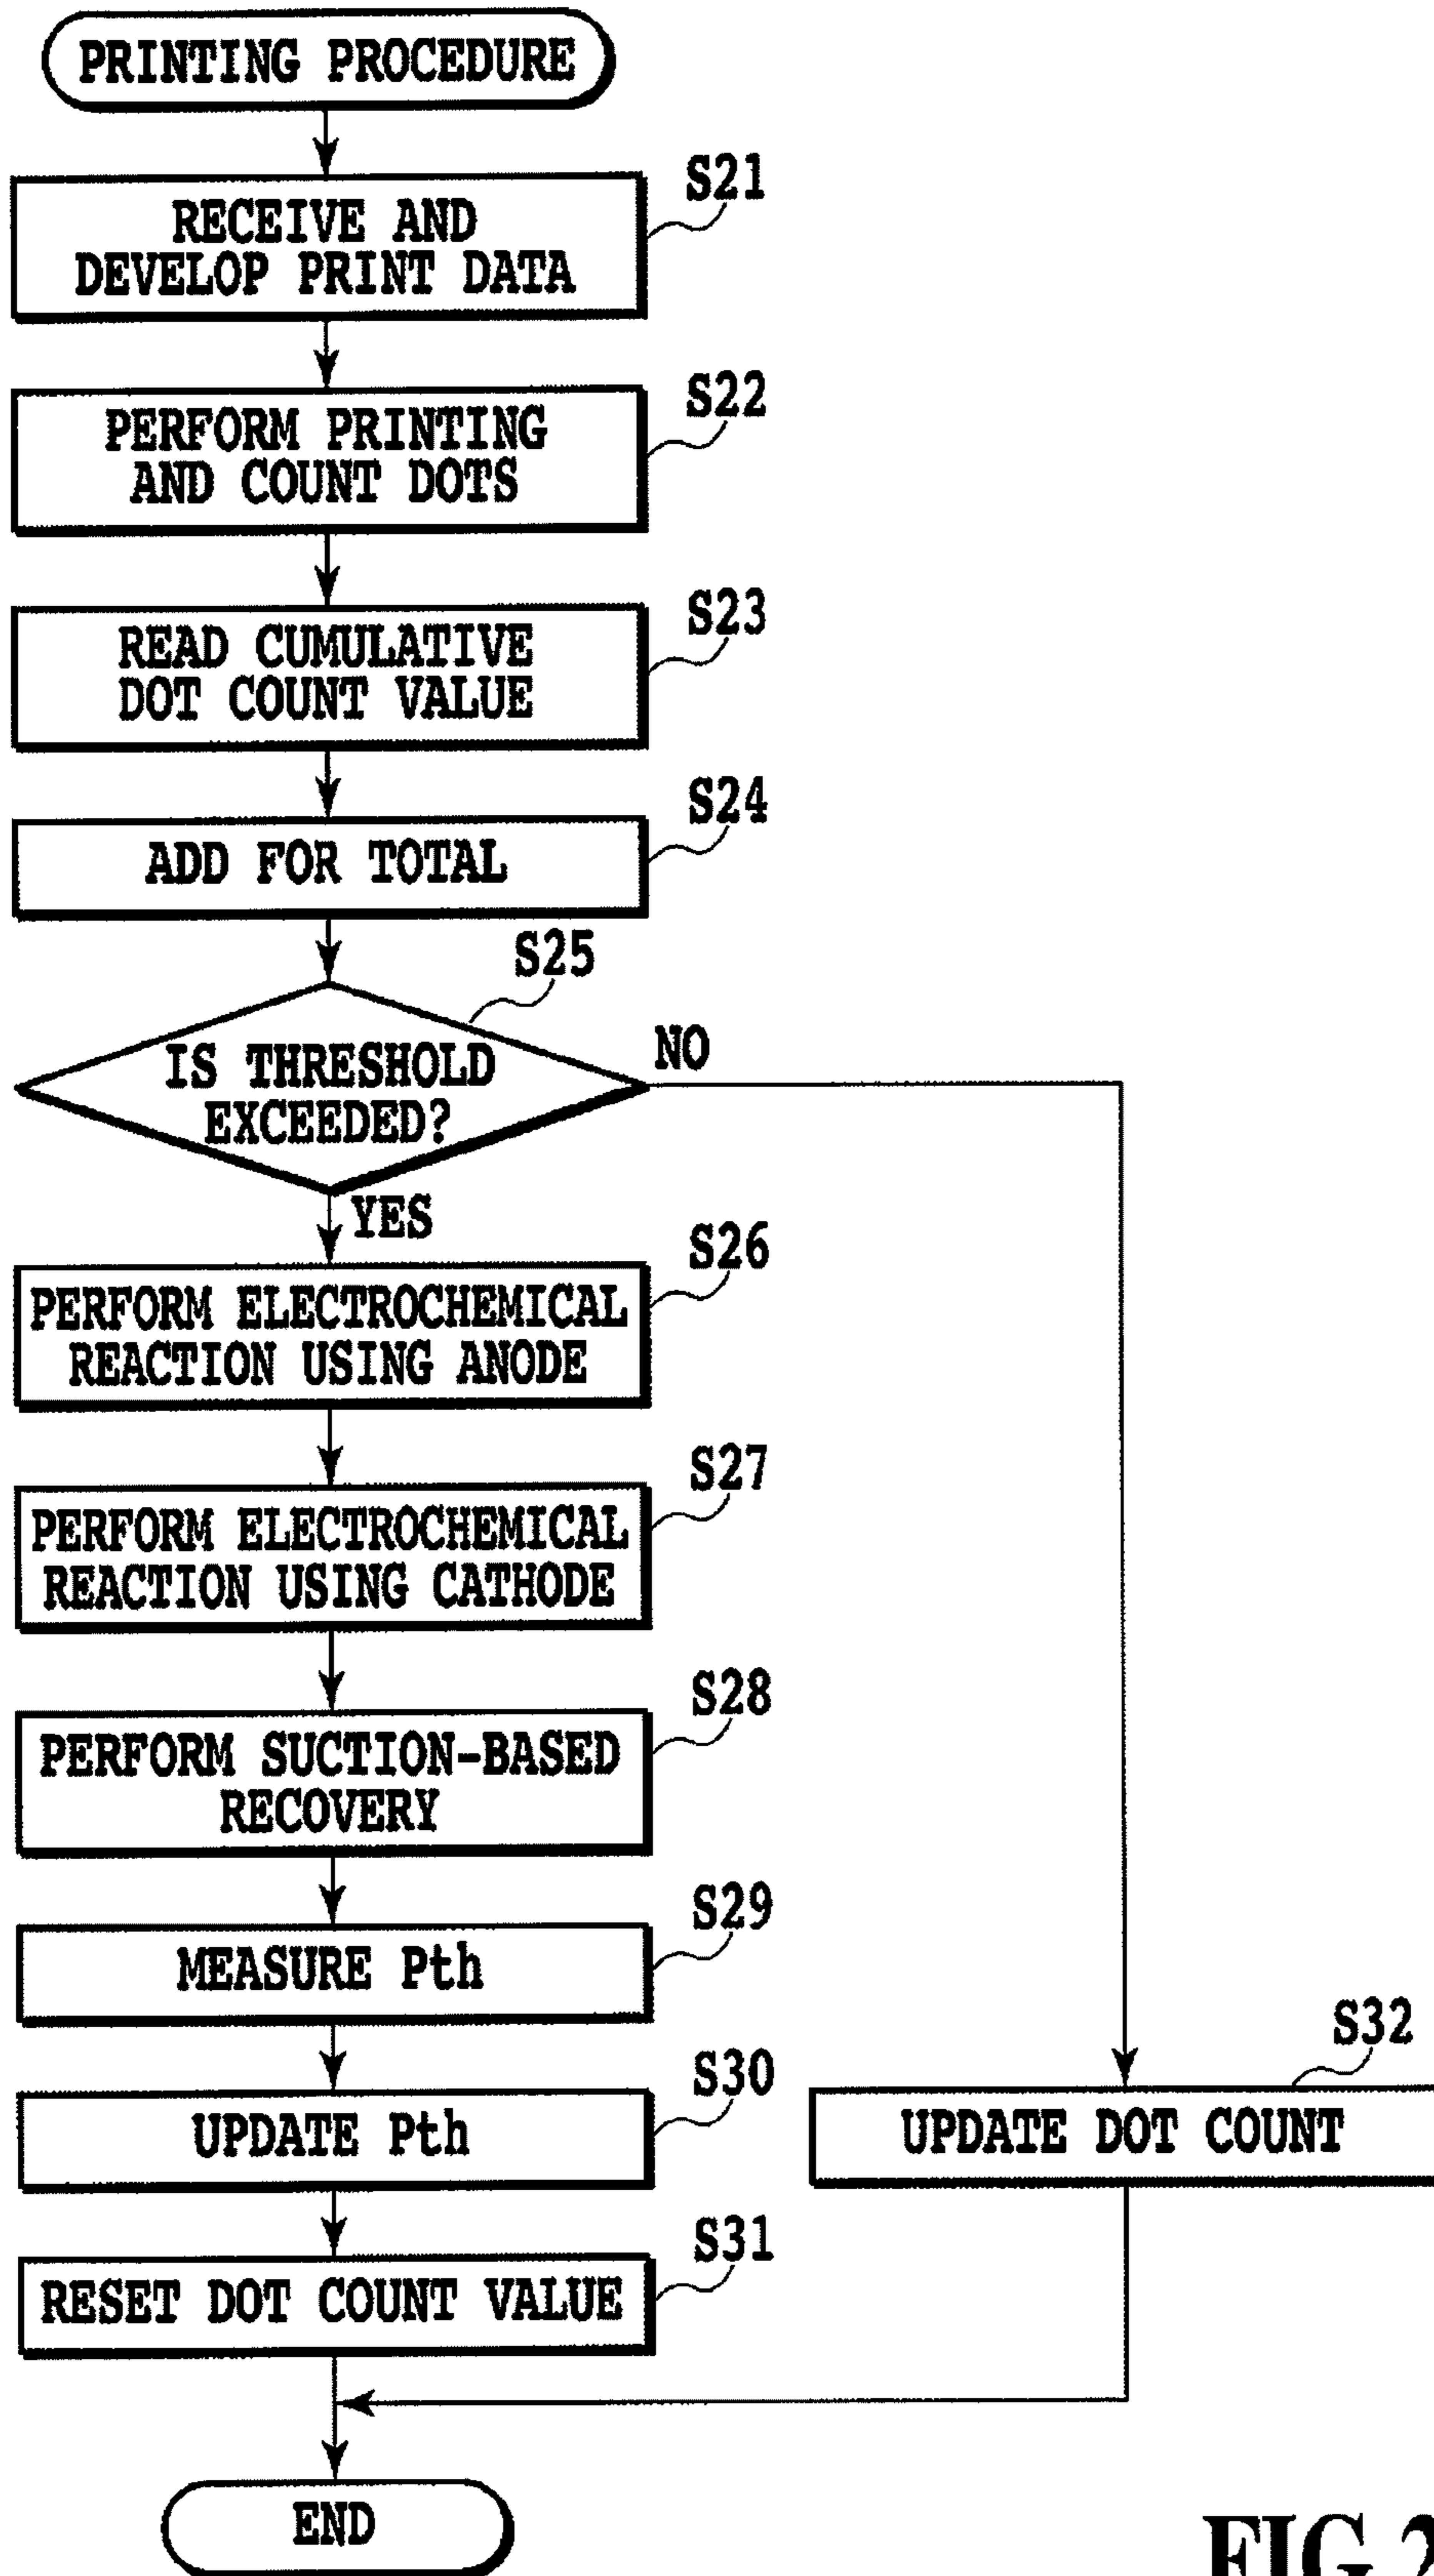 PRINTING PROCEDURE
S21
RECEIVE AND
DEVELOP PRINT DATA
S22
PERFORM PRINTING
AND COUNT DOTS
S23
READ CUMULATIVE
DOT COUNT VALUE
S24
ADD FOR TOTAL
S25
IS THRESHOLD
EXCEEDED?
NO
YES
S26
PERFORM ELECTROCHEMICAL
REACTION USING ANODE
S27
PERFORM ELECTROCHEMICAL
REACTION USING CATHODE
S28
PERFORM SUCTION-BASED
RECOVERY
S29
MEASURE Pth
S30
UPDATE Pth
S32
UPDATE DOT COUNT
S31
RESET DOT COUNT VALUE
END